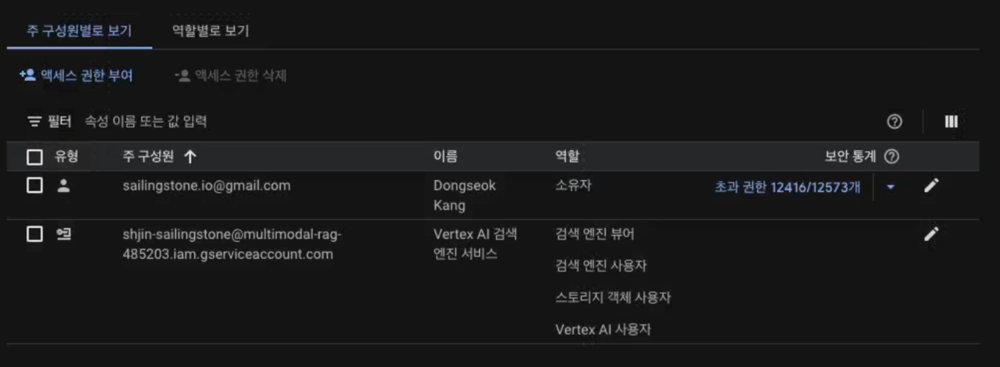 주 구성원별로 보기 역할별로 보기
액세스 권한 부여 액세스 권한 삭제
필터 속성 이름 또는 값 입력
유형 주 구성원 이름 역할 보안 통계
sailingstone.io@gmail.com Dongseok 소유자 초과 권한 12416/12573개
Kang
shjin-sailingstone@multimodal-rag- Vertex AI 검색 검색 엔진 뷰어
485203.iam.gserviceaccount.com 엔진 서비스
검색 엔진 사용자
스토리지 객체 사용자
Vertex AI 사용자